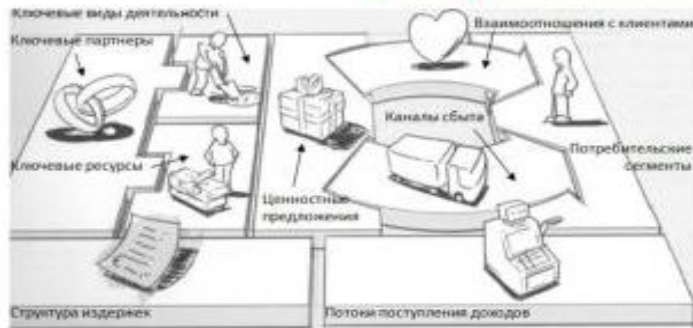 Ключевые виды деятельности
Взаимоотношения с клиентами
Ключевые партнеры
Каналы сбыта
Потребительские
сегменты
Ключевые ресурсы
Ценностные
предложения
Структура издержек
Потоки поступления доходов